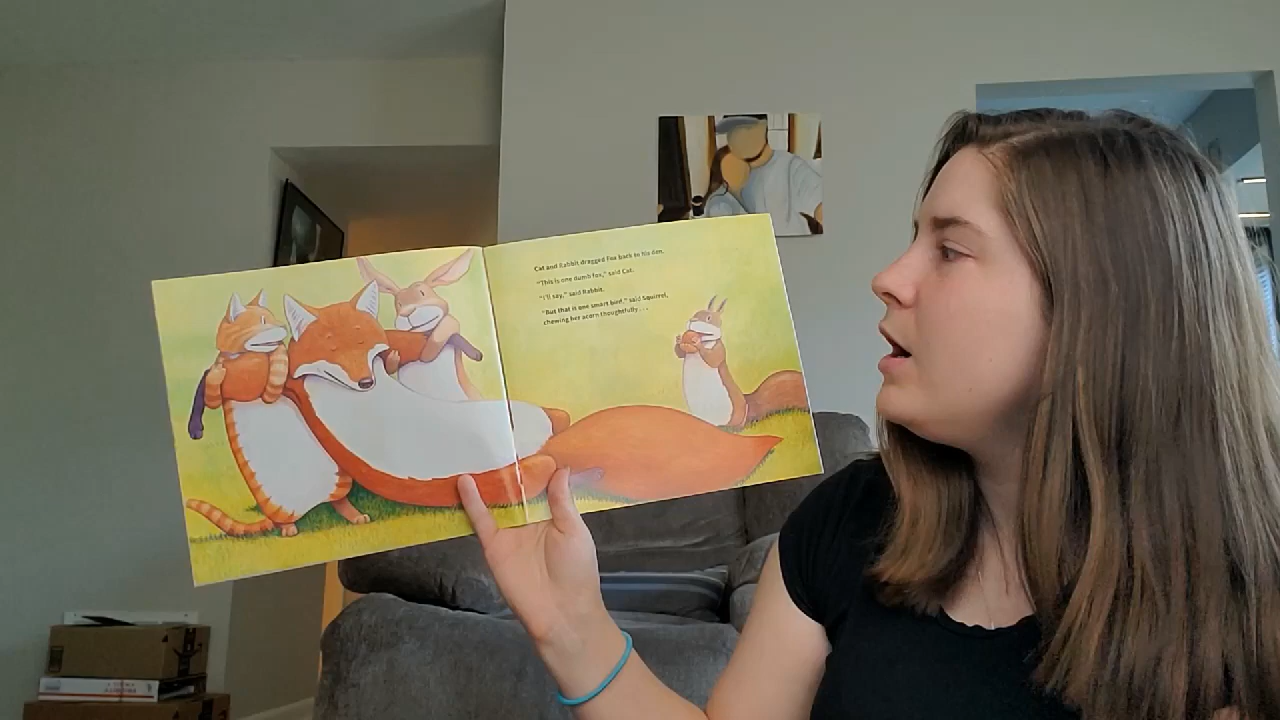 Cat and Rabbit dragged Fox back to his den.
"This is one dumb fox," said Cat.
"I'll say," said Rabbit.
"But that is one smart bird," said Squirrel,
chewing her acorn thoughtfully . . .
PRIORITY